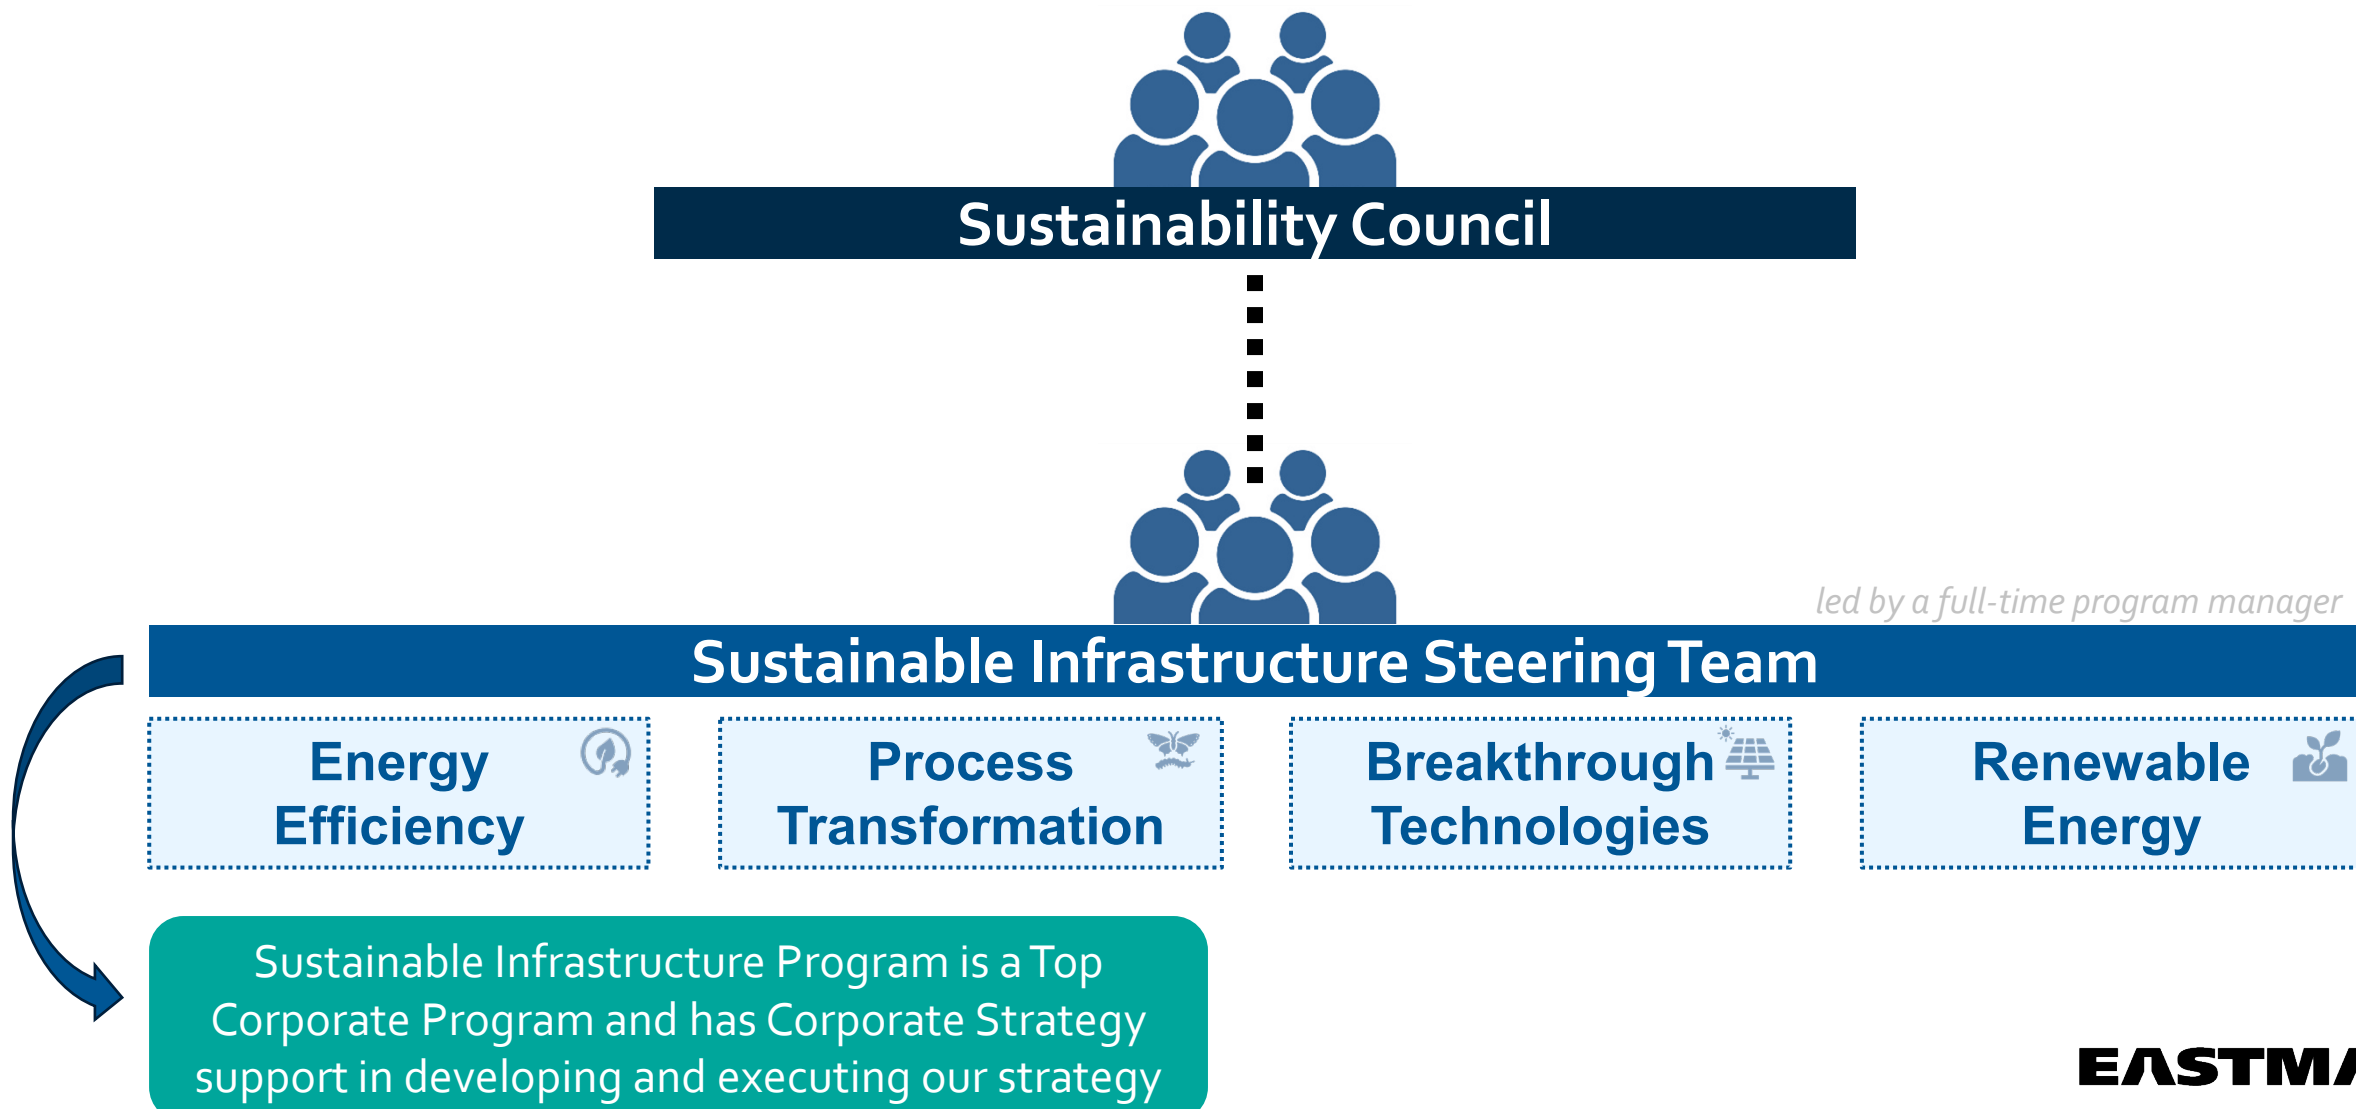 Sustainability Council
led by a full-time program manager
Sustainable Infrastructure Steering Team
Energy
Efficiency
Process
Transformation
Breakthrough
Technologies
Renewable
Energy
Sustainable Infrastructure Program is a Top
Corporate Program and has Corporate Strategy
support in developing and executing our strategy
EASTMA